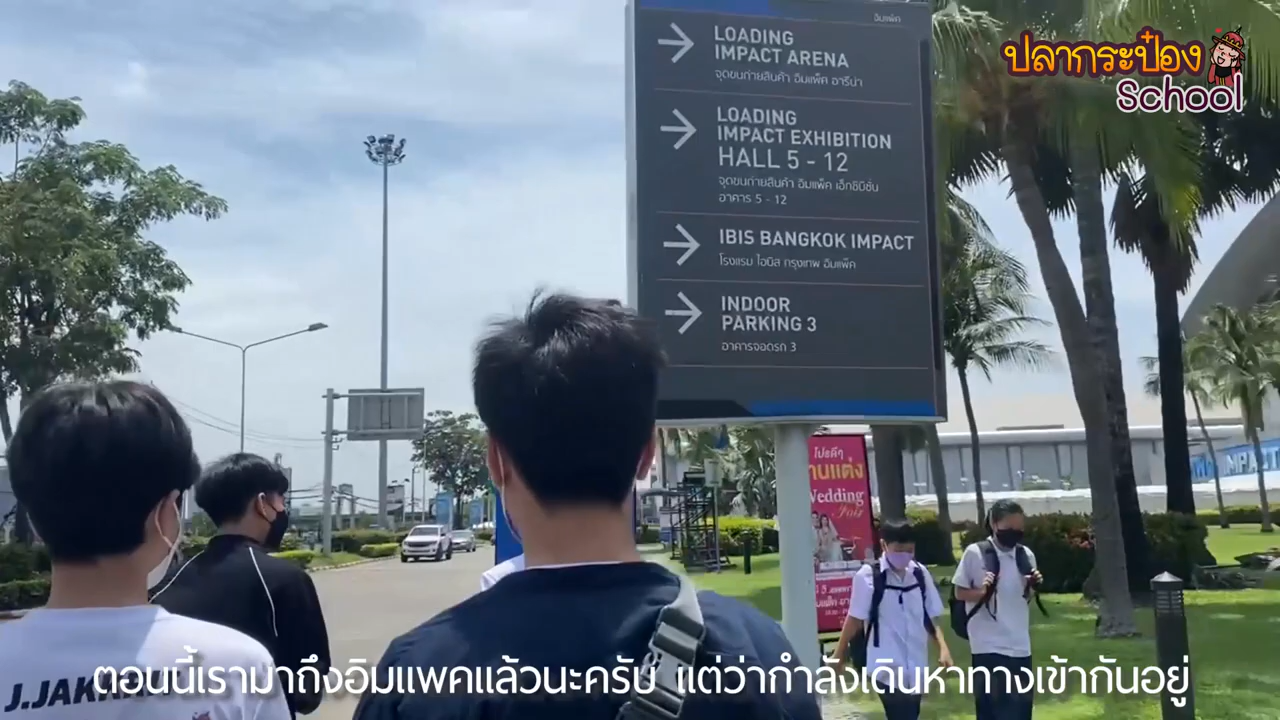 อิมแพ็ค
LOADING
IMPACT ARENA
จุดขนถ่ายสินค้า อิมแพ็ค อารีน่า
LOADING
IMPACT EXHIBITION
HALL 5 - 12
จุดขนถ่ายสินค้า อิมแพ็ค เอ็กซิบิชั่น
อาคาร 5 - 12
IBIS BANGKOK IMPACT
โรงแรม ไอบิส กรุงเทพ อิมแพ็ค
INDOOR
PARKING 3
อาคารจอดรถ 3
ปลากระป๋อง
School
โปรดีๆ
Wedding
Fair
IMPACT
J.JAK
ตอนนี้เรามาถึงอิมแพคแล้วนะครับ แต่ว่ากำลังเดินหาทางเข้ากันอยู่